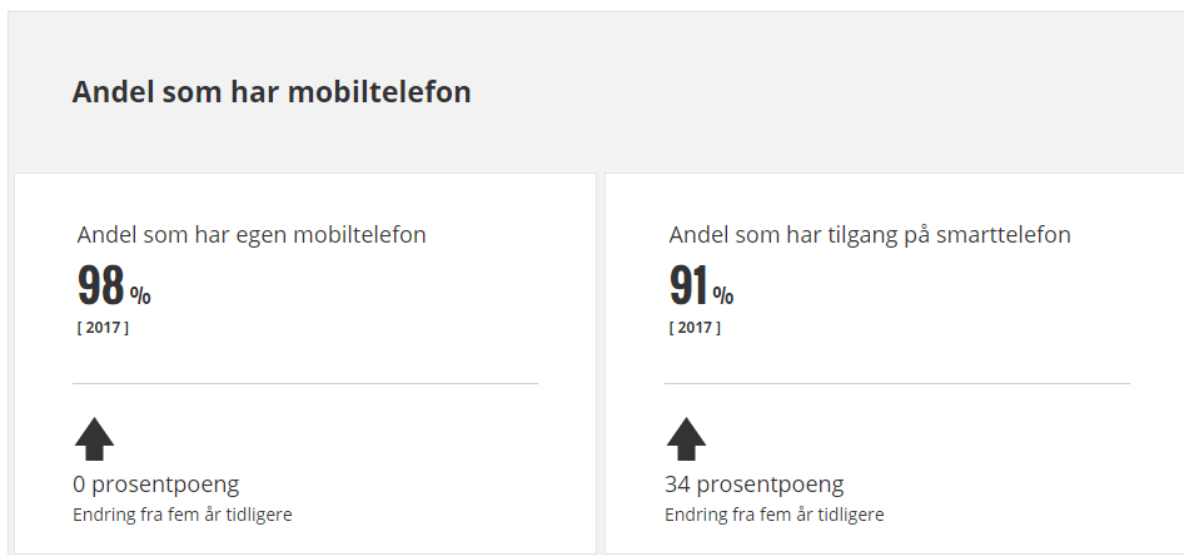 Andel som har mobiltelefon
Andel som har egen mobiltelefon
98 %
[ 2017 ]
0 prosentpoeng
Endring fra fem år tidligere
Andel som har tilgang på smarttelefon
91 %
[ 2017 ]
34 prosentpoeng
Endring fra fem år tidligere